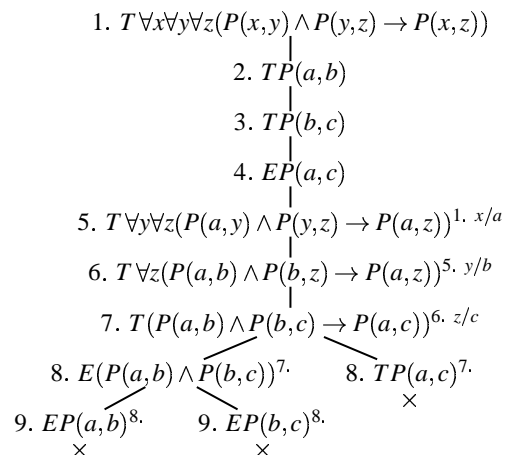 1. T ∀x∀y∀z(P(x,y) ∧ P(y,z) → P(x,z))
2. TP(a,b)
3. TP(b,c)
4. EP(a,c)
5. T ∀y∀z(P(a,y) ∧ P(y,z) → P(a,z))^1. x/a
6. T ∀z(P(a,b) ∧ P(b,z) → P(a,z))^5. y/b
7. T(P(a,b) ∧ P(b,c) → P(a,c))^6. z/c
8. E(P(a,b) ∧ P(b,c))^7. 8. TP(a,c)^7.
×
9. EP(a,b)^8. 9. EP(b,c)^8.
× ×